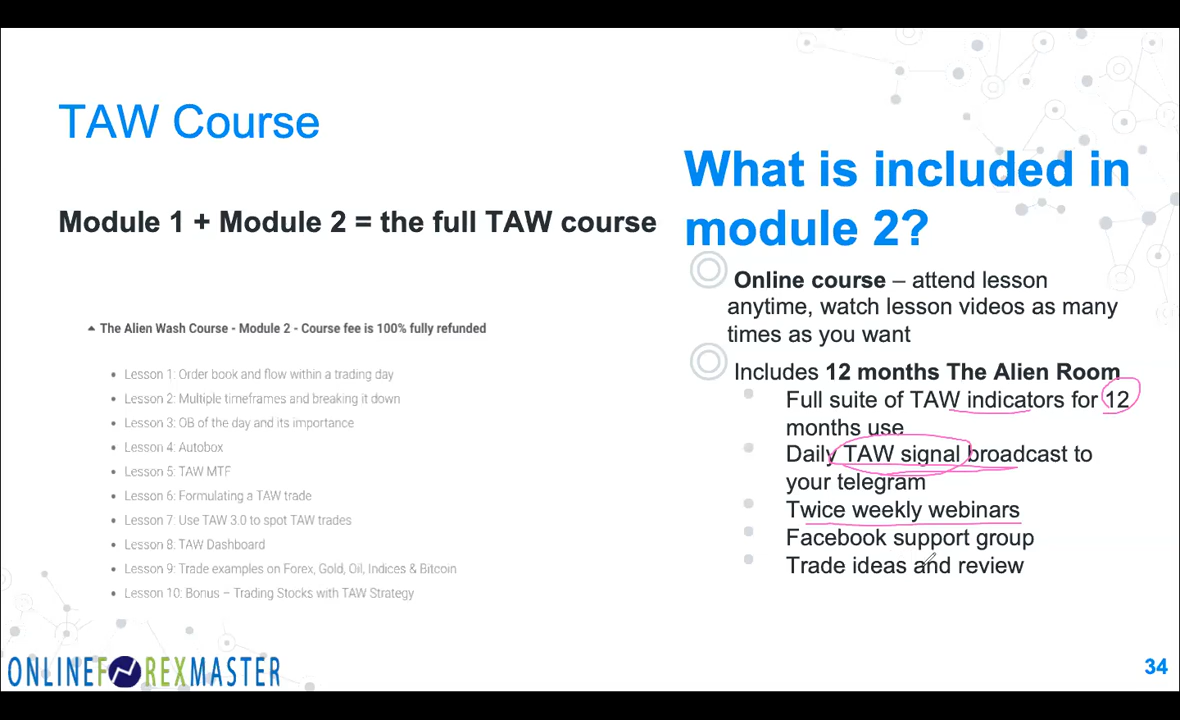 TAW Course
Module 1 + Module 2 = the full TAW course
The Alien Wash Course - Module 2 - Course fee is 100% fully refunded
Lesson 1: Order book and flow within a trading day
Lesson 2: Multiple timeframes and breaking it down
Lesson 3: OB of the day and its importance
Lesson 4: Autobox
Lesson 5: TAW MTF
Lesson 6: Formulating a TAW trade
Lesson 7: Use TAW 3.0 to spot TAW trades
Lesson 8: TAW Dashboard
Lesson 9: Trade examples on Forex, Gold, Oil, Indices & Bitcoin
Lesson 10: Bonus – Trading Stocks with TAW Strategy
What is included in
module 2?
Online course – attend lesson
anytime, watch lesson videos as many
times as you want
Includes 12 months The Alien Room
Full suite of TAW indicators for 12
months use
Daily TAW signal broadcast to
your telegram
Twice weekly webinars
Facebook support group
Trade ideas and review
ONLINEFOREXMASTER
34